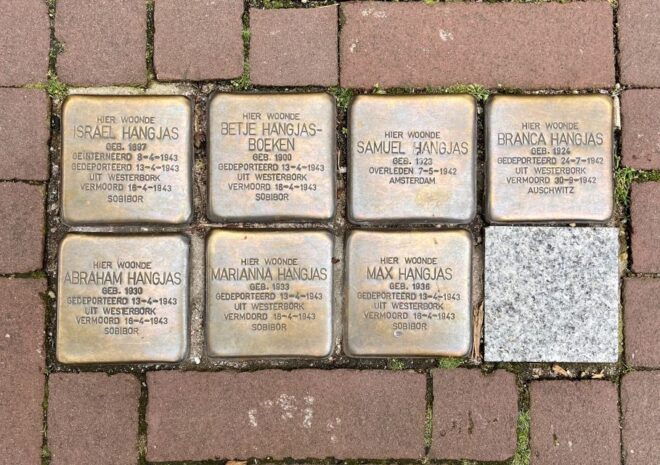 HIER WOONDE
ISRAEL HANGJAS
GEB. 1897
GEÏNTERNEERD 8-4-1943
GEDEPORTEERD 13-4-1943
UIT WESTERBORK
VERMOORD 16-4-1943
SOBIBOR
HIER WOONDE
BETJE HANGJAS-
BOEKEN
GEB. 1900
GEDEPORTEERD 13-4-1943
UIT WESTERBORK
VERMOORD 16-4-1943
SOBIBOR
HIER WOONDE
SAMUEL HANGJAS
GEB. 1923
OVERLEDEN 7-5-1942
AMSTERDAM
HIER WOONDE
BRANCA HANGJAS
GEB. 1924
GEDEPORTEERD 24-7-1942
UIT WESTERBORK
VERMOORD 30-9-1942
AUSCHWITZ
HIER WOONDE
ABRAHAM HANGJAS
GEB. 1930
GEDEPORTEERD 13-4-1943
UIT WESTERBORK
VERMOORD 16-4-1943
SOBIBOR
HIER WOONDE
MARIANNA HANGJAS
GEB. 1933
GEDEPORTEERD 13-4-1943
UIT WESTERBORK
VERMOORD 16-4-1943
SOBIBOR
HIER WOONDE
MAX HANGJAS
GEB. 1936
GEDEPORTEERD 13-4-1943
UIT WESTERBORK
VERMOORD 16-4-1943
SOBIBOR